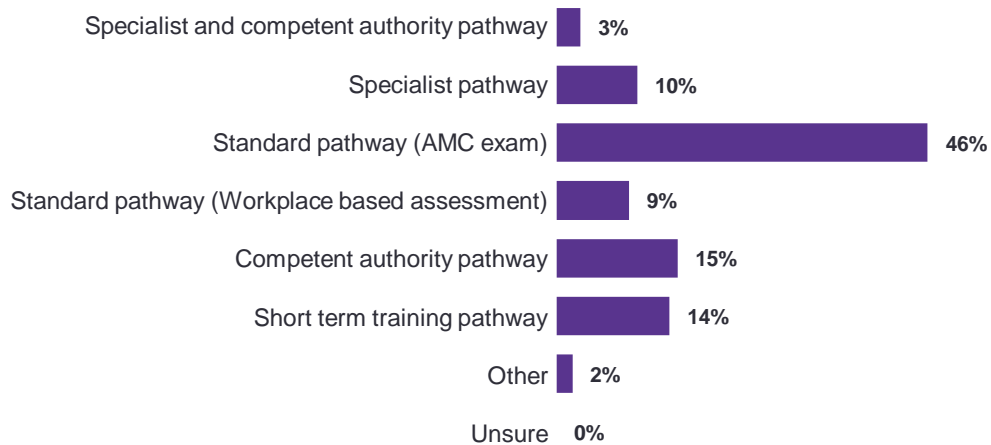 Specialist and competent authority pathway 3%
Specialist pathway 10%
Standard pathway (AMC exam) 46%
Standard pathway (Workplace based assessment) 9%
Competent authority pathway 15%
Short term training pathway 14%
Other 2%
Unsure 0%